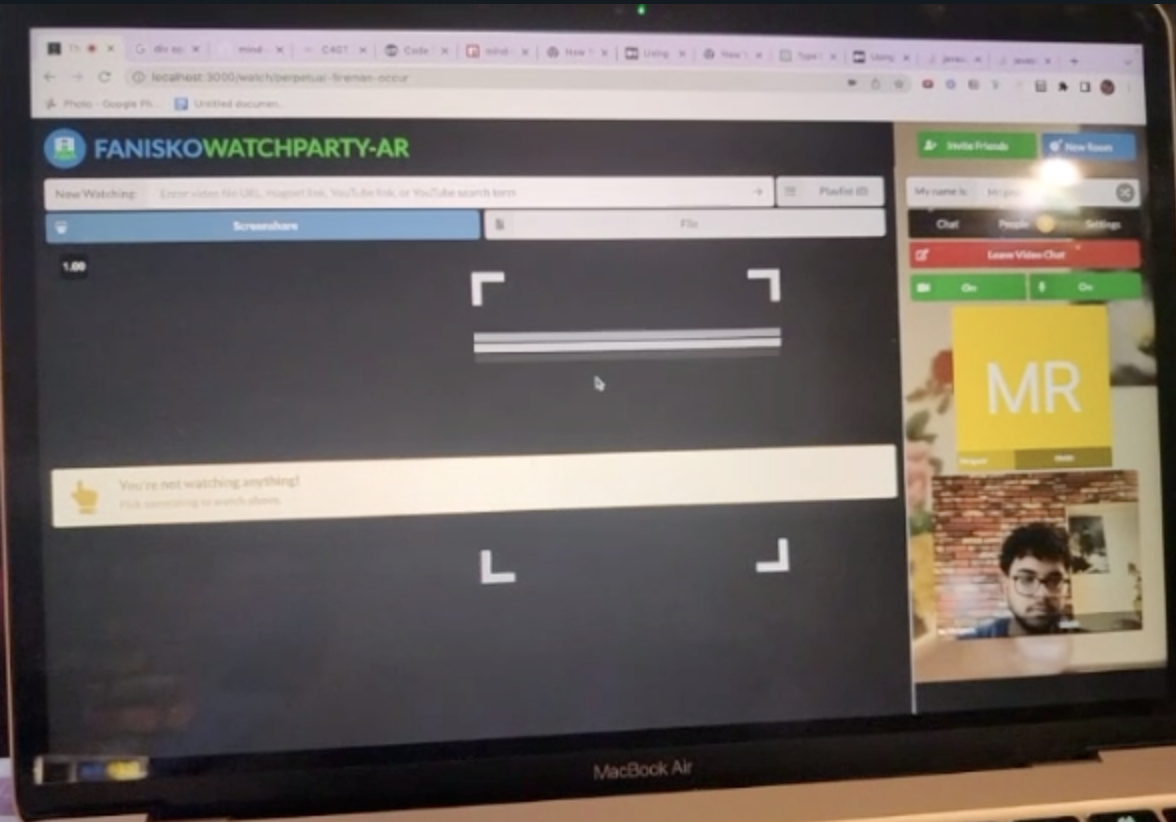 localhost:3000/watch/perpetual-fireman-occur
Photo - Google Ph...
Untitled documen...
FANISKOWATCHPARTY-AR
Invite Friends
New Room
Now Watching:
Enter video file URL, magnet link, YouTube link, or YouTube search term
Playlist (0)
My name is:
Screenshare
File
Chat
People
Settings
1.00
Leave Video Chat
On
On
MR
You're not watching anything!
Pick something to watch above.
MacBook Air